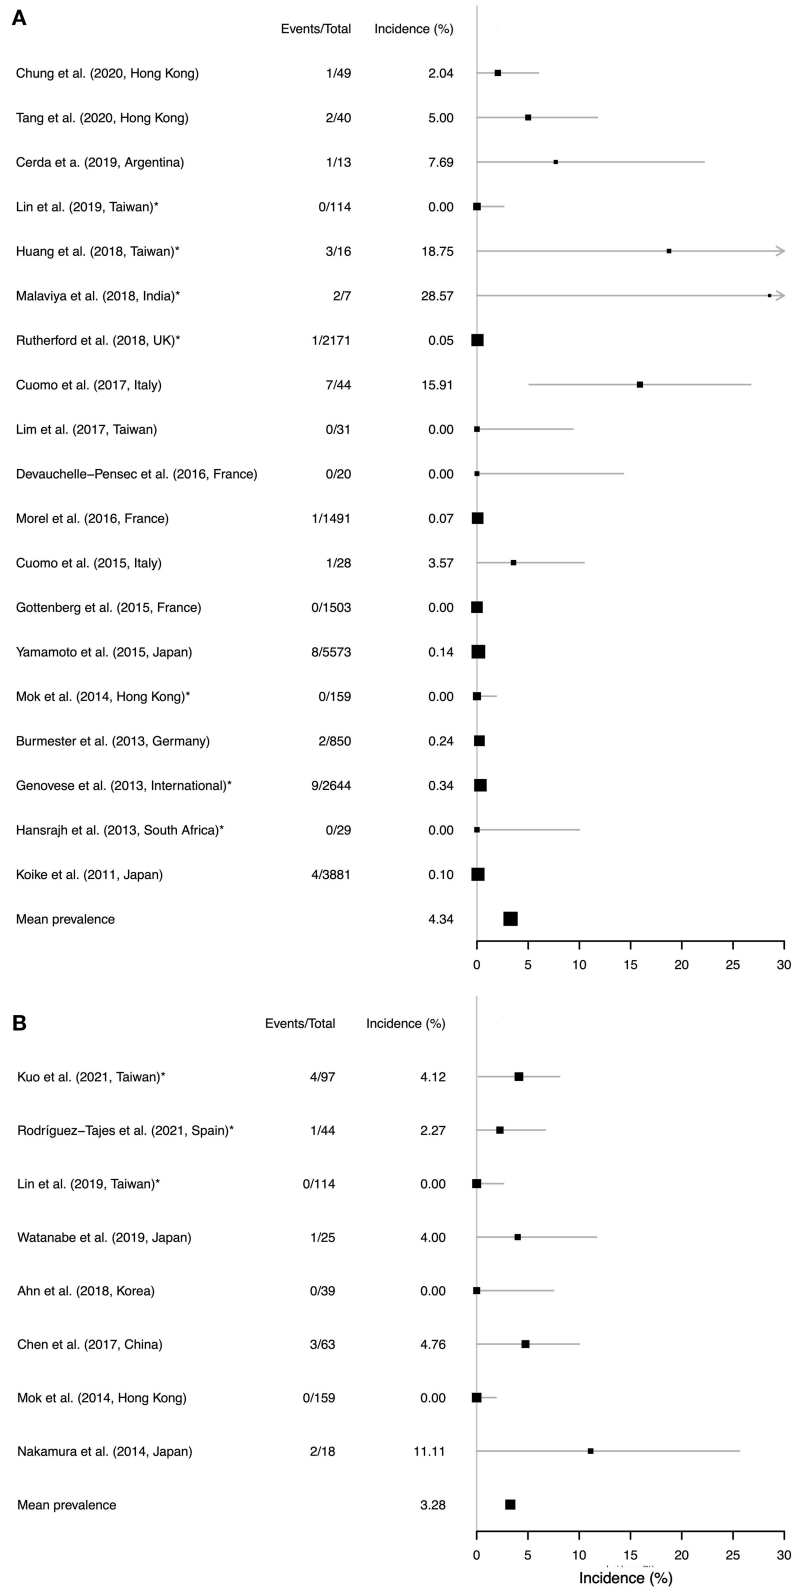 A
Events/Total Incidence (%)
Chung et al. (2020, Hong Kong) 1/49 2.04
Tang et al. (2020, Hong Kong) 2/40 5.00
Cerda et a. (2019, Argentina) 1/13 7.69
Lin et al. (2019, Taiwan)* 0/114 0.00
Huang et al. (2018, Taiwan)* 3/16 18.75
Malaviya et al. (2018, India)* 2/7 28.57
Rutherford et al. (2018, UK)* 1/2171 0.05
Cuomo et al. (2017, Italy) 7/44 15.91
Lim et al. (2017, Taiwan) 0/31 0.00
Devauchelle−Pensec et al. (2016, France) 0/20 0.00
Morel et al. (2016, France) 1/1491 0.07
Cuomo et al. (2015, Italy) 1/28 3.57
Gottenberg et al. (2015, France) 0/1503 0.00
Yamamoto et al. (2015, Japan) 8/5573 0.14
Mok et al. (2014, Hong Kong)* 0/159 0.00
Burmester et al. (2013, Germany) 2/850 0.24
Genovese et al. (2013, International)* 9/2644 0.34
Hansrajh et al. (2013, South Africa)* 0/29 0.00
Koike et al. (2011, Japan) 4/3881 0.10
Mean prevalence 4.34
0 5 10 15 20 25 30
B
Events/Total Incidence (%)
Kuo et al. (2021, Taiwan)* 4/97 4.12
Rodríguez−Tajes et al. (2021, Spain)* 1/44 2.27
Lin et al. (2019, Taiwan)* 0/114 0.00
Watanabe et al. (2019, Japan) 1/25 4.00
Ahn et al. (2018, Korea) 0/39 0.00
Chen et al. (2017, China) 3/63 4.76
Mok et al. (2014, Hong Kong) 0/159 0.00
Nakamura et al. (2014, Japan) 2/18 11.11
Mean prevalence 3.28
0 5 10 15 20 25 30
Incidence (%)